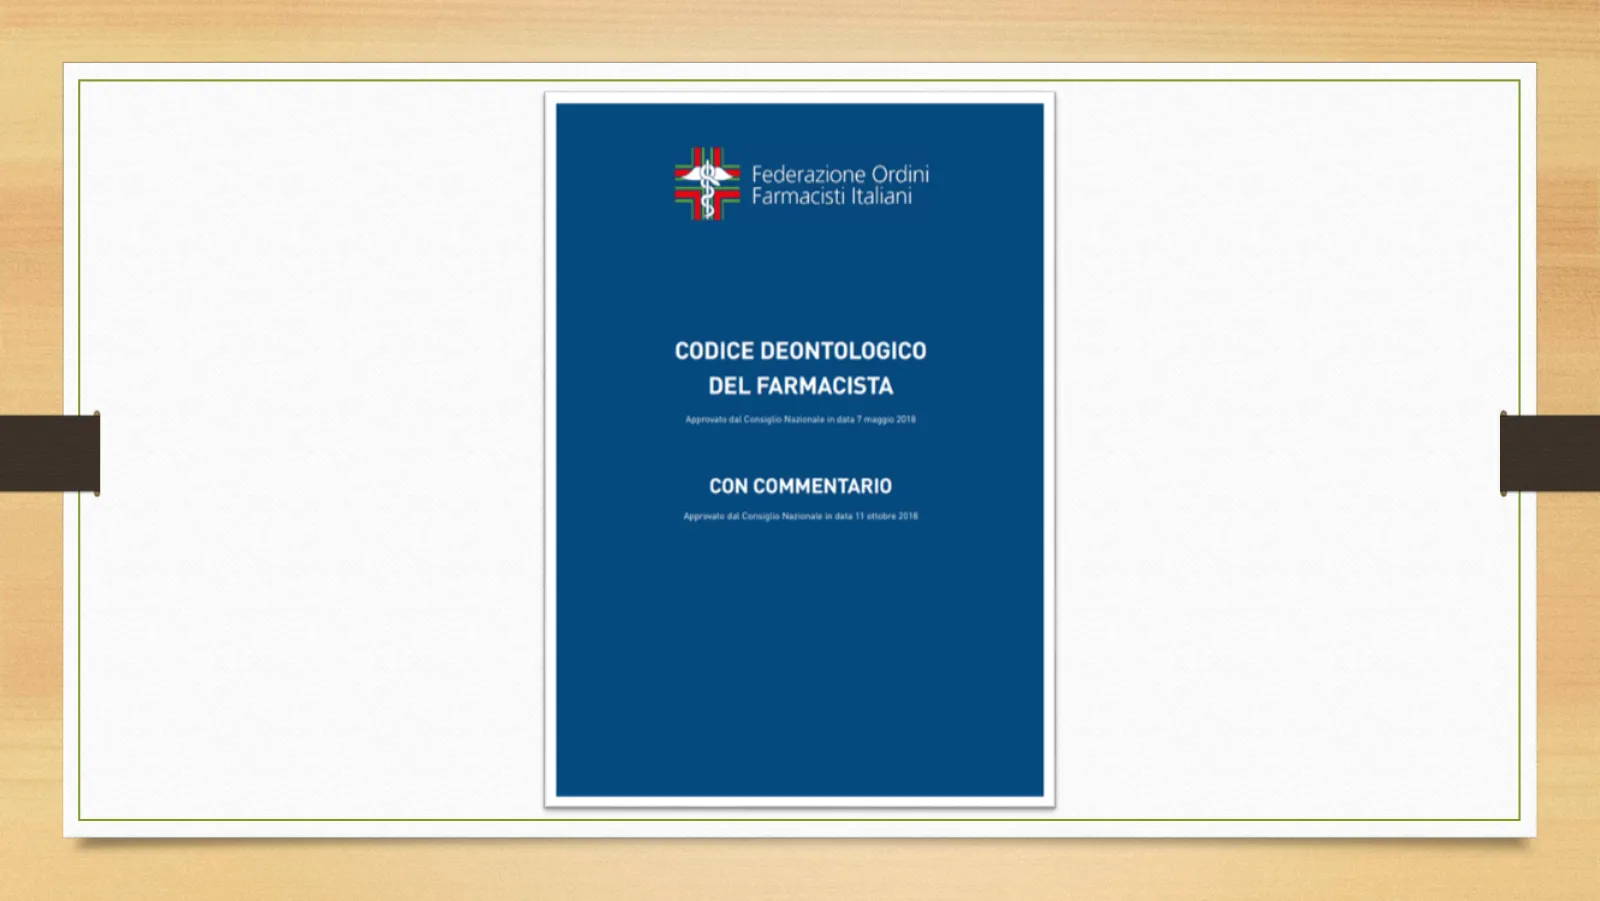 Federazione Ordini
Farmacisti Italiani
CODICE DEONTOLOGICO
DEL FARMACISTA
Approvato dal Consiglio Nazionale in data 7 maggio 2018
CON COMMENTARIO
Approvato dal Consiglio Nazionale in data 11 ottobre 2018